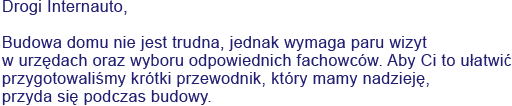 Drogi Internauto,
Budowa domu nie jest trudna, jednak wymaga paru wizyt
w urzędach oraz wyboru odpowiednich fachowców. Aby Ci to ułatwić
przygotowaliśmy krótki przewodnik, który mamy nadzieję,
przyda się podczas budowy.